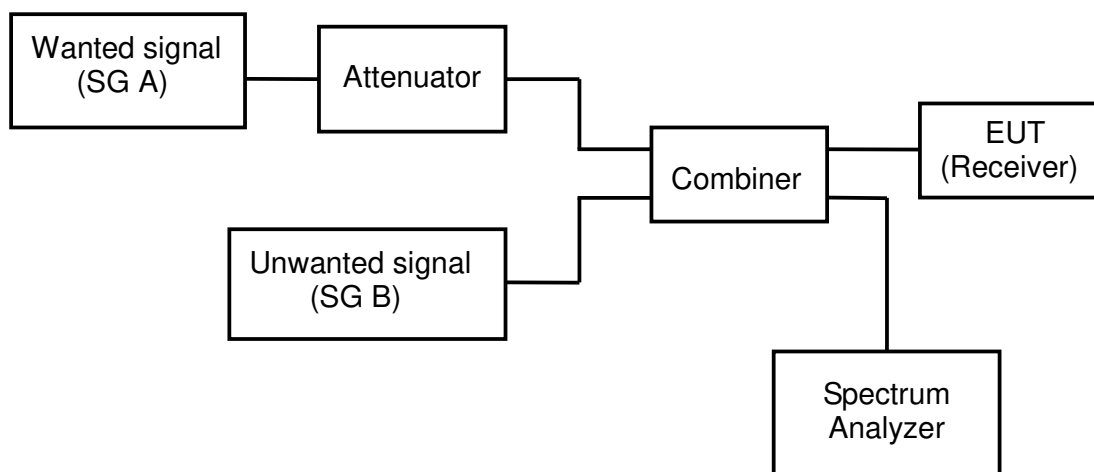 Wanted signal
(SG A)
Attenuator
EUT
(Receiver)
Combiner
Unwanted signal
(SG B)
Spectrum
Analyzer